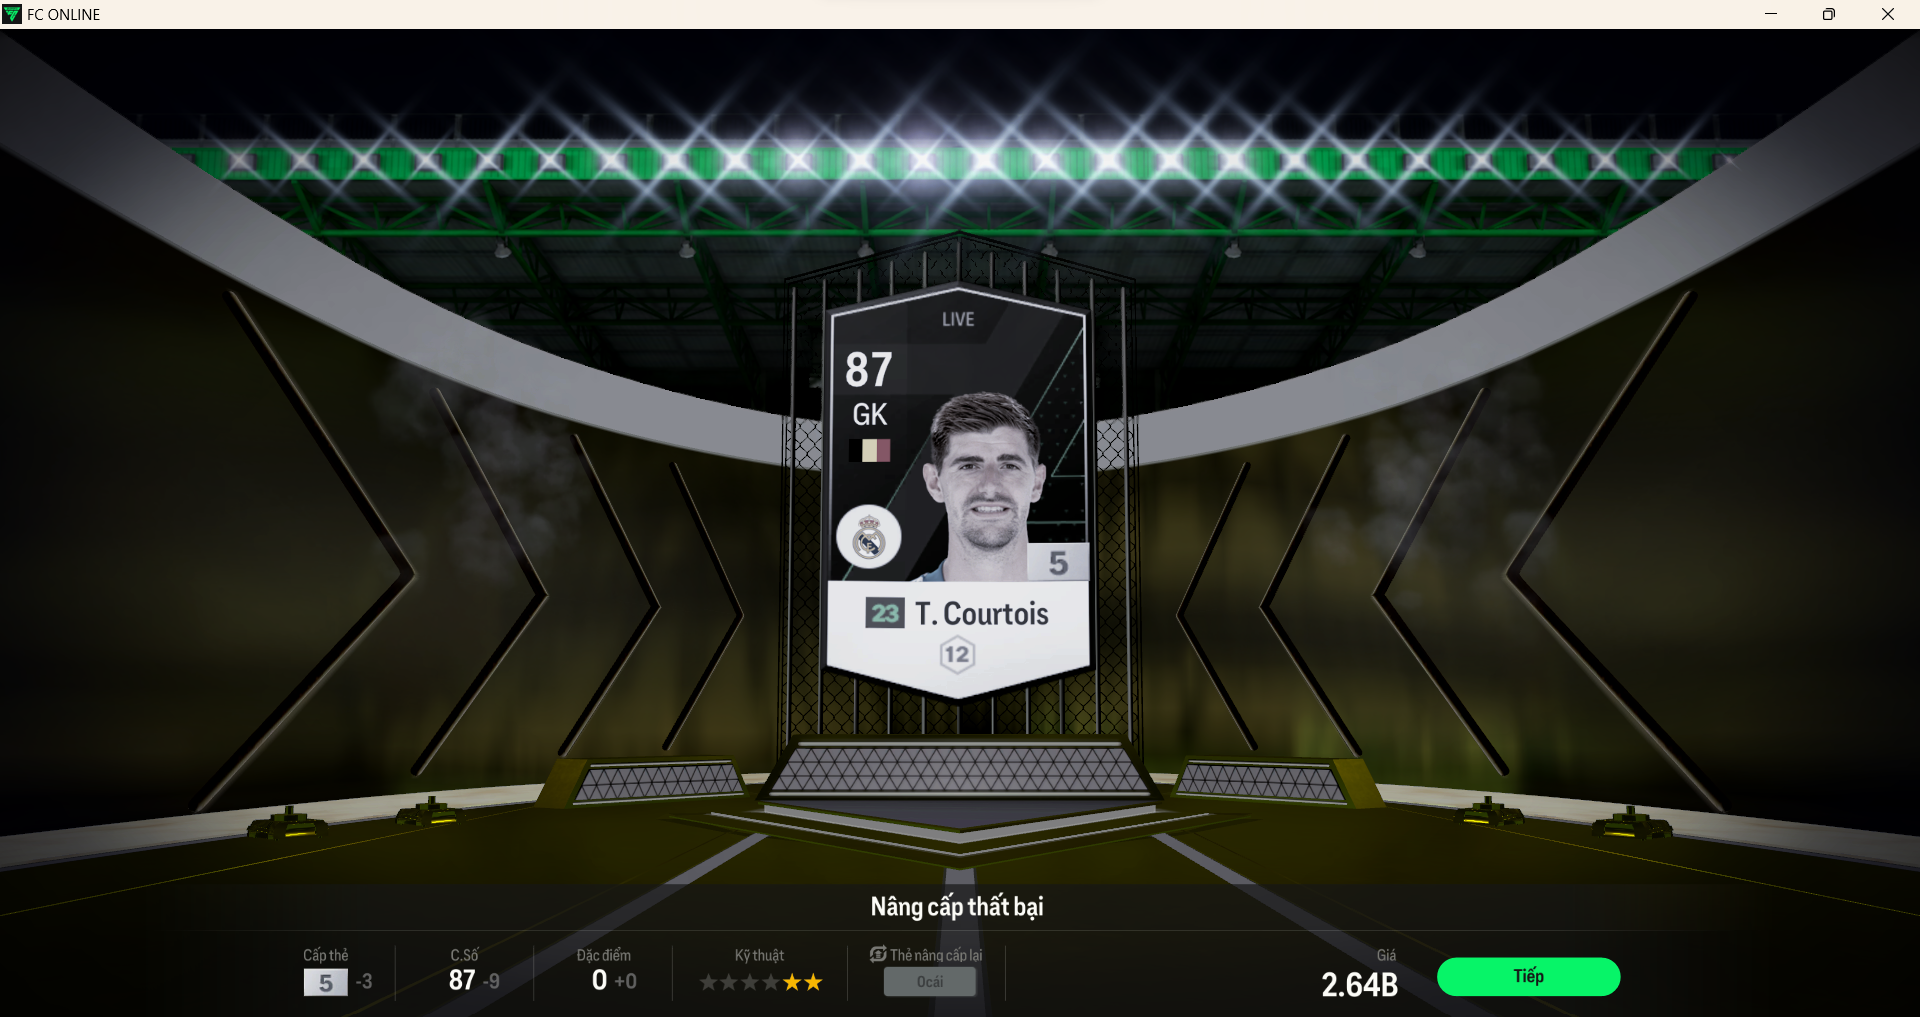 FC ONLINE
LIVE
87
GK
5
23 T. Courtois
12
Nâng cấp thất bại
Cấp thẻ
5 -3
C.Số
87 -9
Đặc điểm
0 +0
Kỹ thuật
Thẻ nâng cấp lại
0cái
Giá
2.64B
Tiếp